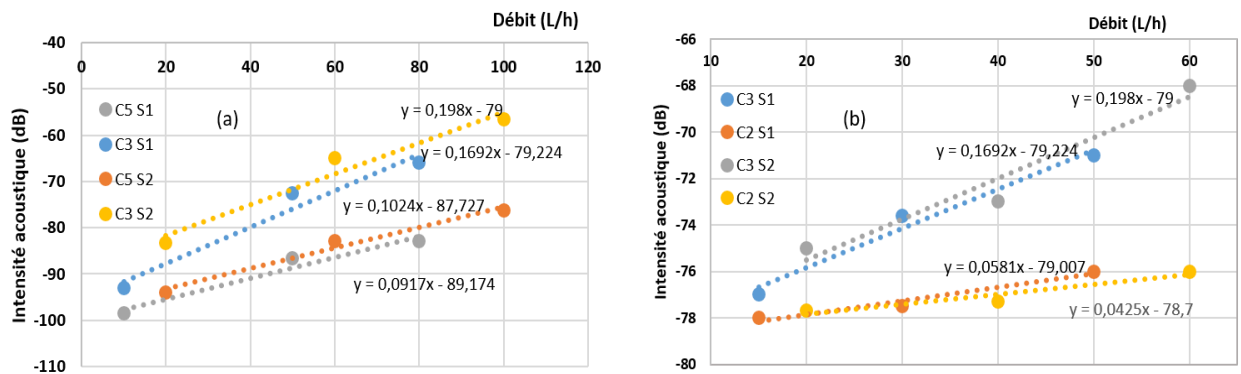 Débit (L/h)
-40
0
20
40
60
80
100
120
-50
-60
-70
-80
-90
-100
-110
Intensité acoustique (dB)
C5 S1
C3 S1
C5 S2
C3 S2
(a)
y = 0,198x - 79
y = 0,1692x - 79,224
y = 0,1024x - 87,727
y = 0,0917x - 89,174
Débit (L/h)
-66
10
20
30
40
50
60
-68
-70
-72
-74
-76
-78
-80
Intensité acoustique (dB)
C3 S1
C2 S1
C3 S2
C2 S2
(b)
y = 0,198x - 79
y = 0,1692x - 79,224
y = 0,0581x - 79,007
y = 0,0425x - 78,7